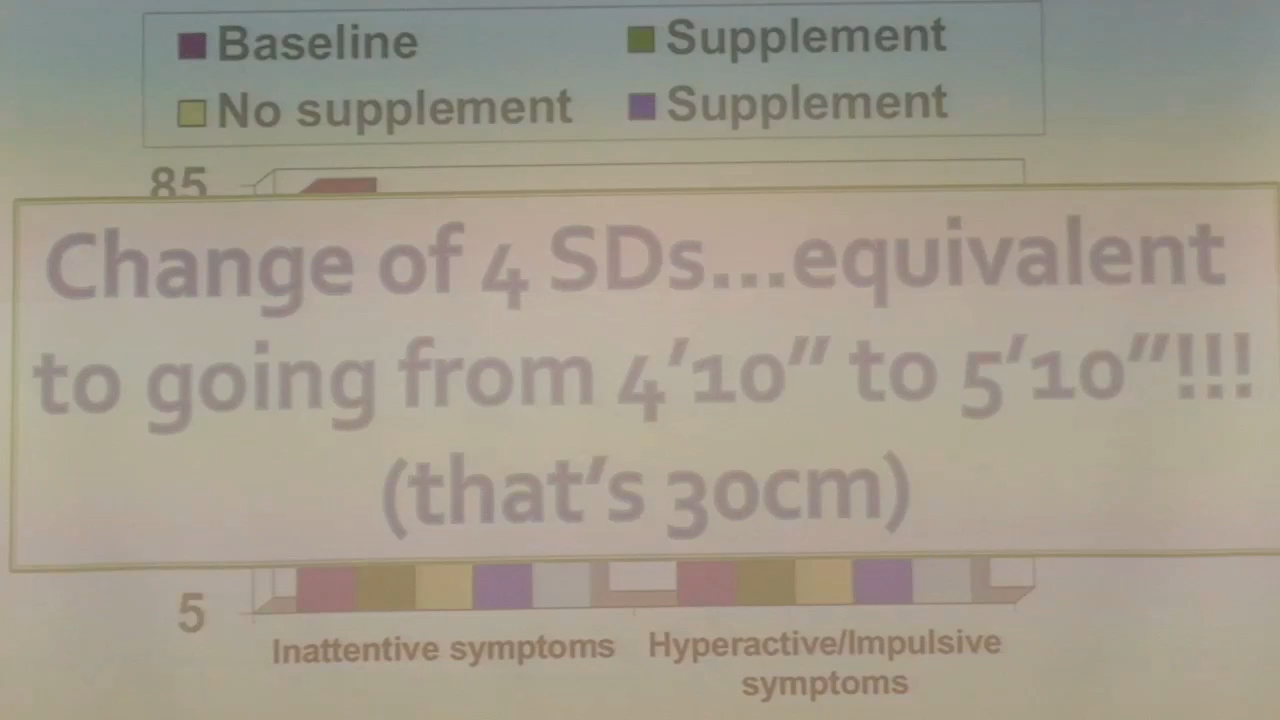 Baseline
Supplement
No supplement
Supplement
85
Change of 4 SDs...equivalent
to going from 4'10" to 5'10"!!!
(that's 30cm)
5
Inattentive symptoms
Hyperactive/Impulsive
symptoms